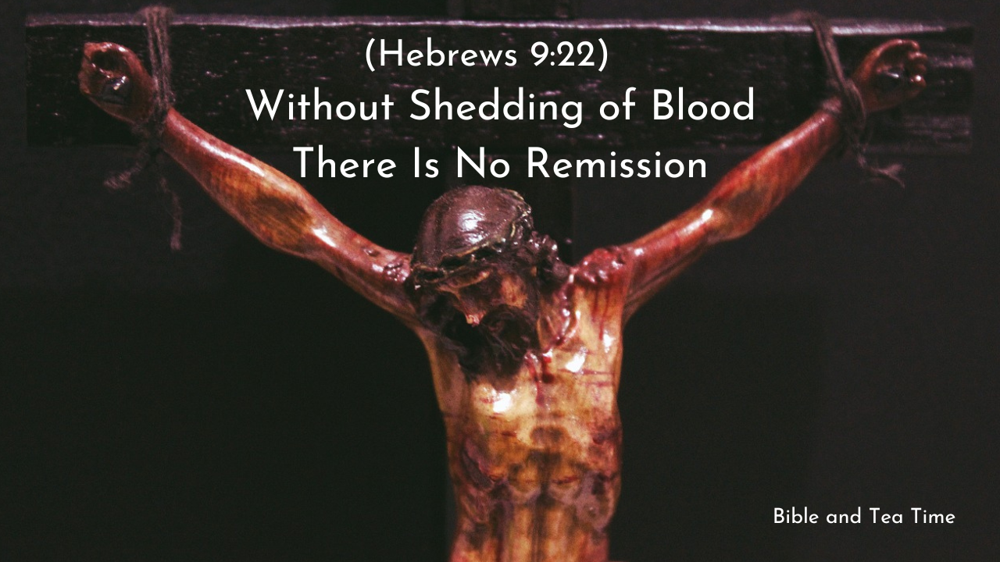 (Hebrews 9:22)
Without Shedding of Blood
There Is No Remission
Bible and Tea Time